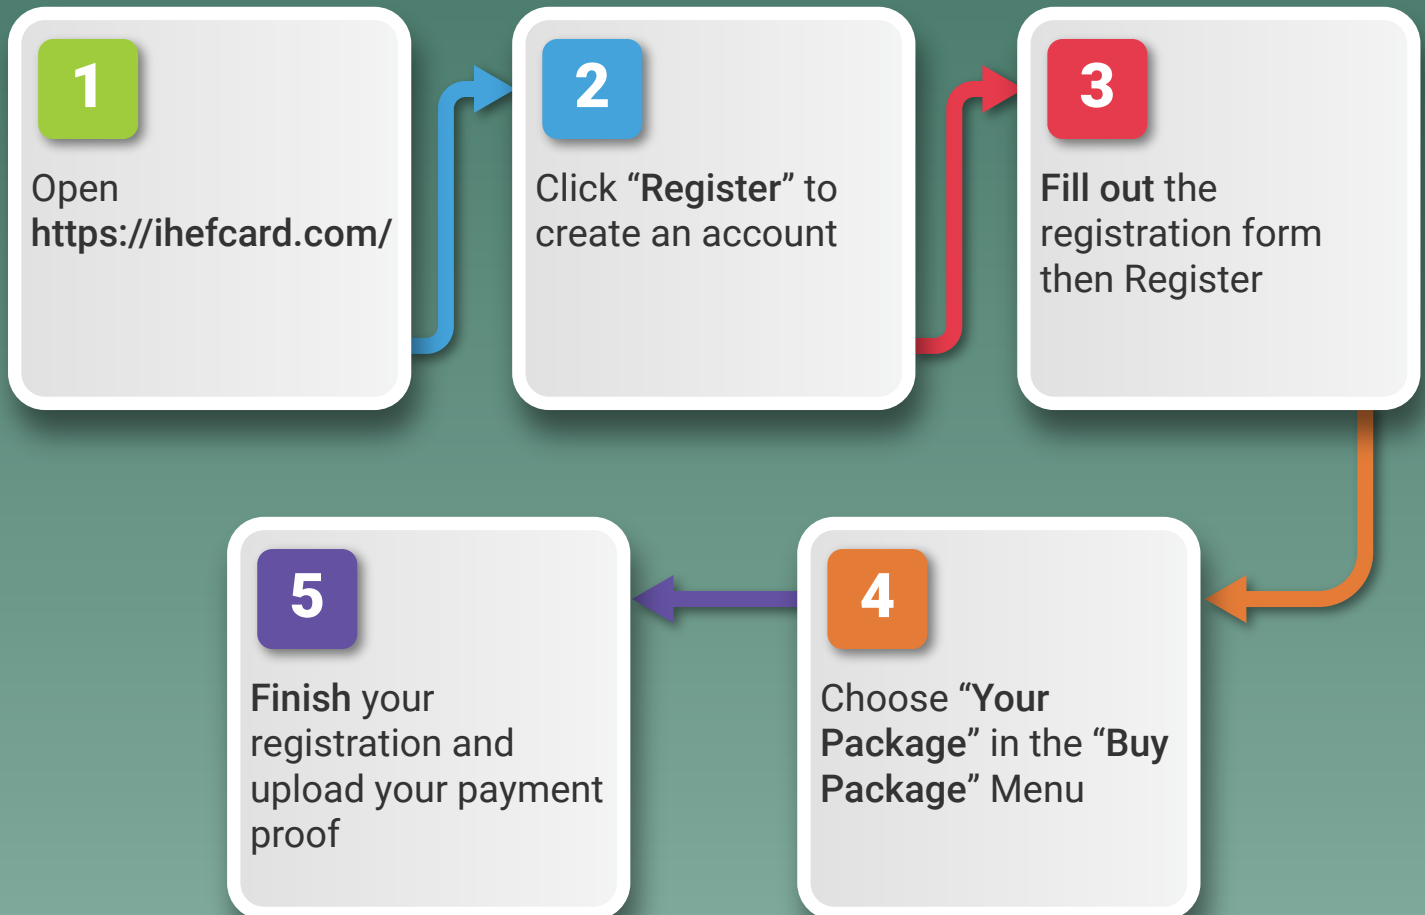 1
Open
https://ihefcard.com/
2
Click “Register” to
create an account
3
Fill out the
registration form
then Register
4
Choose “Your
Package” in the “Buy
Package” Menu
5
Finish your
registration and
upload your payment
proof